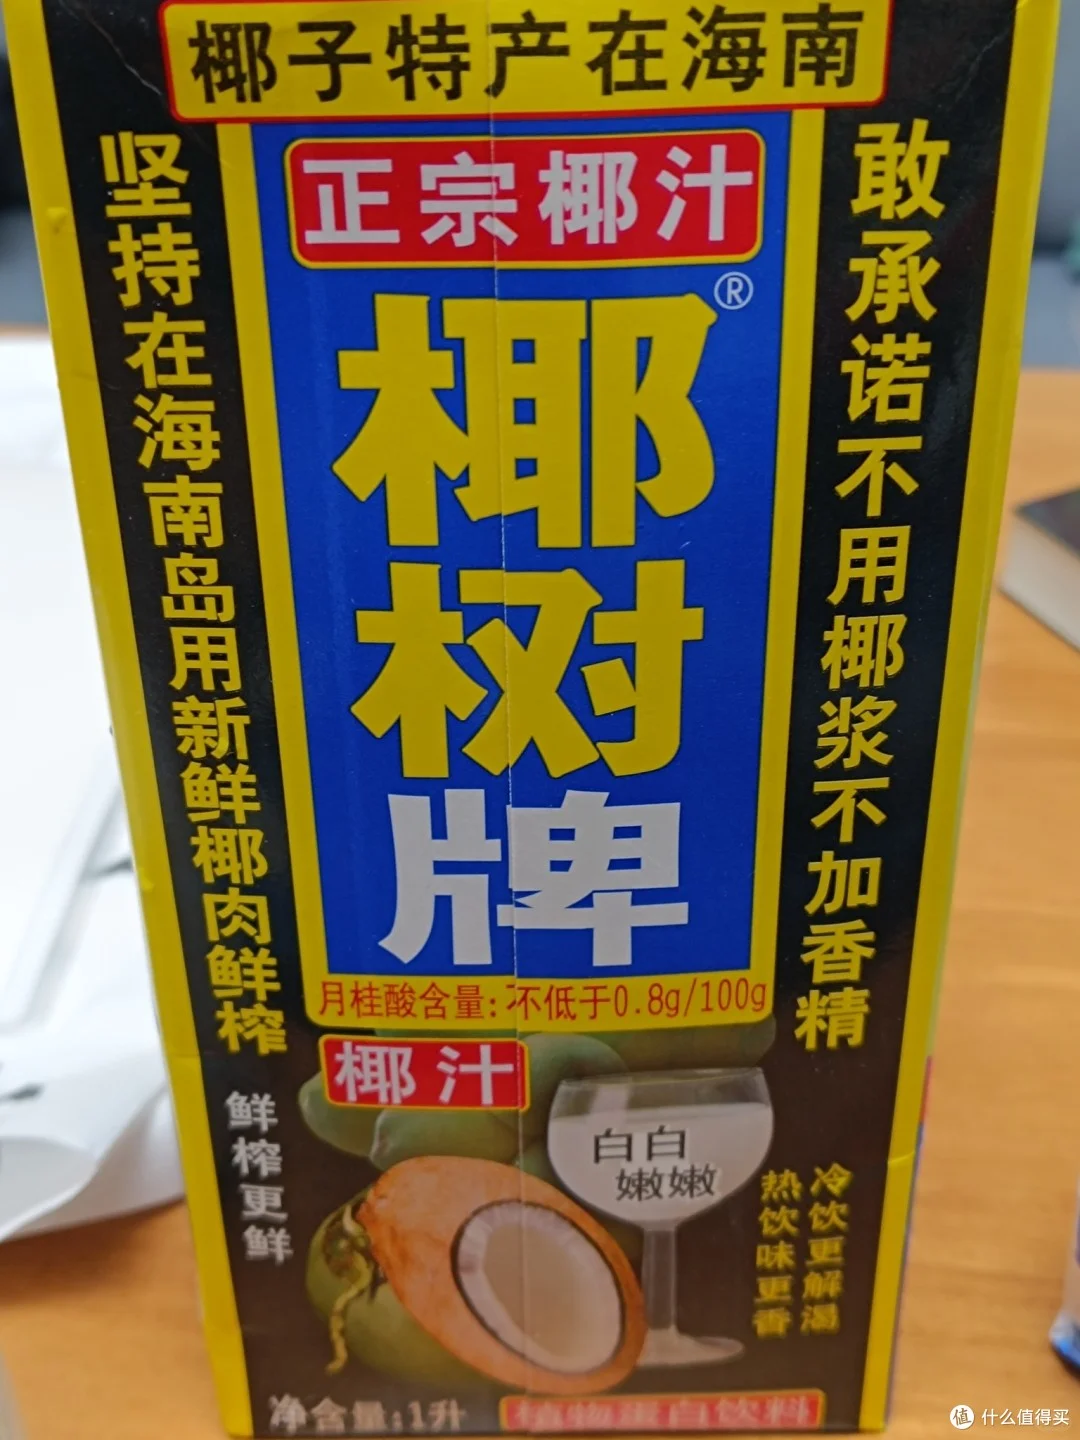 椰子特产在海南
正宗椰汁
椰树牌
®
坚持在海南岛用新鲜椰肉鲜榨
敢承诺不用椰浆不加香精
月桂酸含量:不低于0.8g/100g
椰汁
鲜榨更鲜
白白
嫩嫩
冷饮更解渴
热饮味更香
净含量:1升
植物蛋白饮料
值 什么值得买